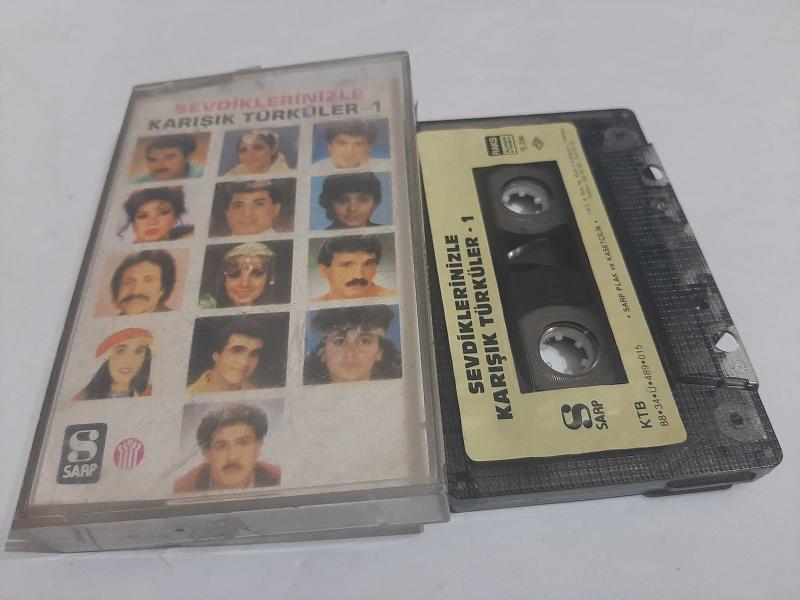 SEVDİKLERİNİZLE
KARIŞIK TÜRKÜLER-1
S
SARP
RAKS
SEVDİKLERİNİZLE
KARIŞIK TÜRKÜLER - 1
• SARP PLAK ve KASETÇİLİK •
S
SARP
KTB
88•34•Ü•489•015